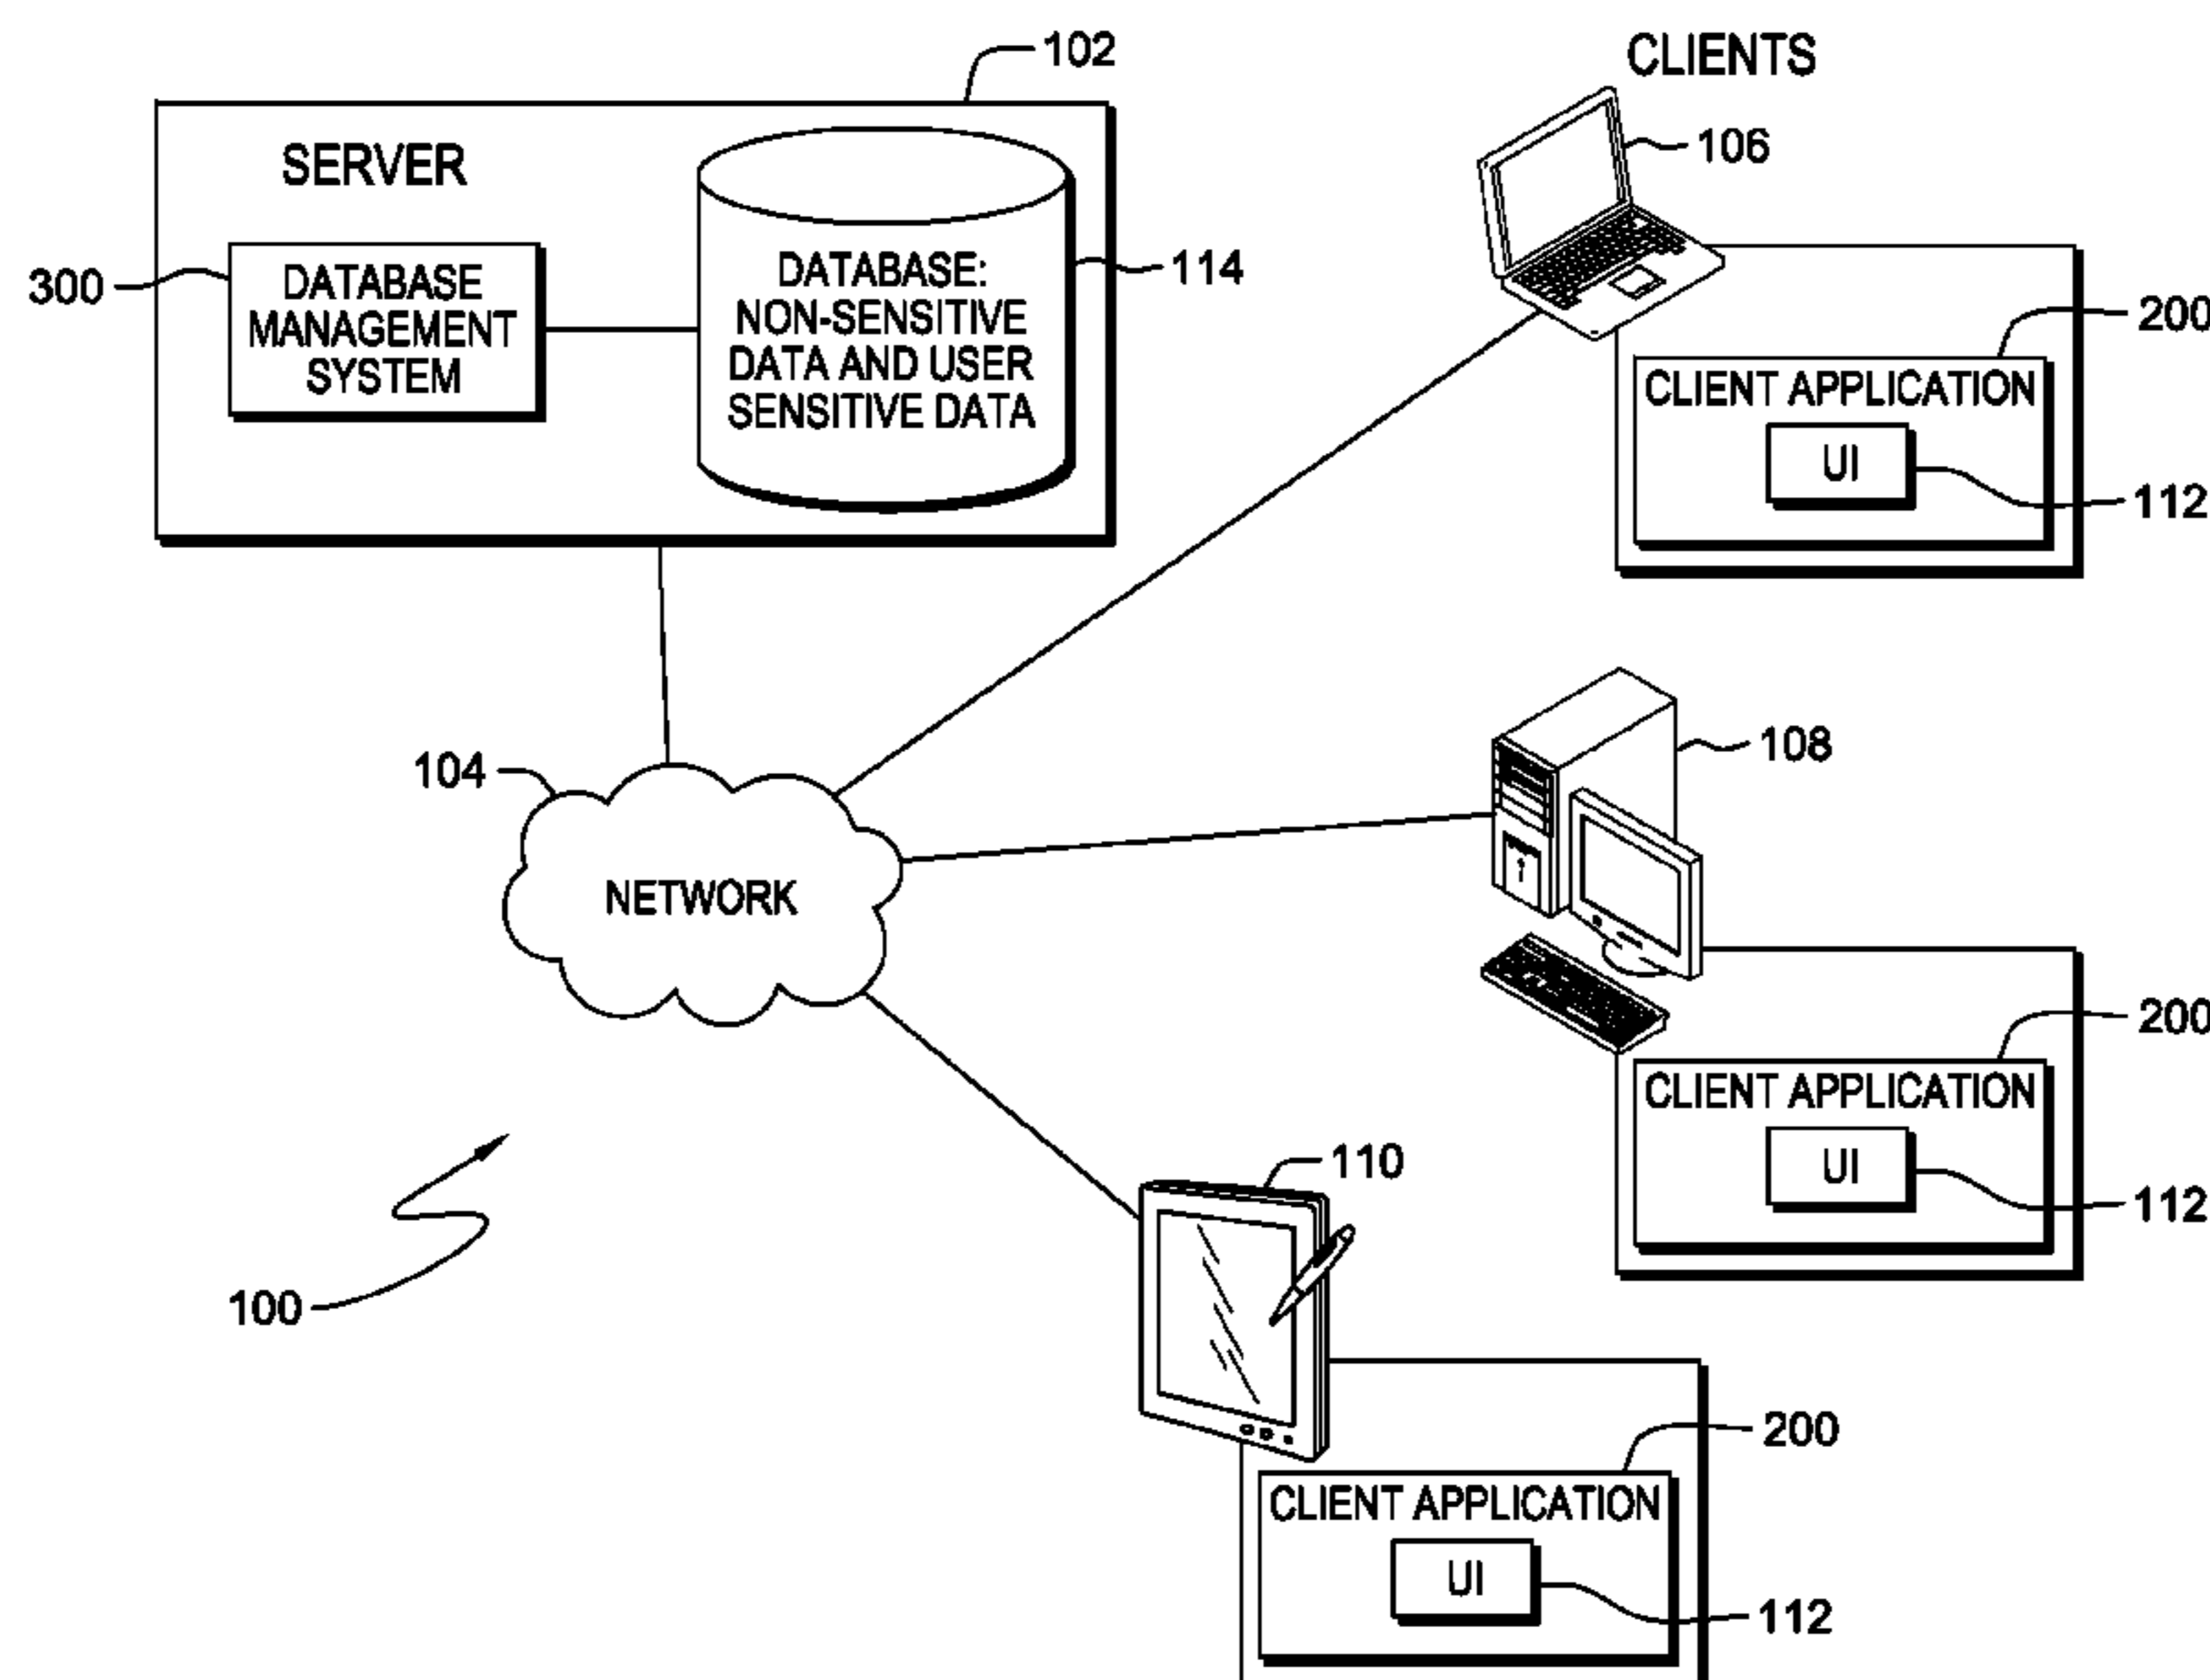 102
SERVER
300
DATABASE
MANAGEMENT
SYSTEM
DATABASE:
NON-SENSITIVE
DATA AND USER
SENSITIVE DATA
114
CLIENTS
106
200
CLIENT APPLICATION
UI
112
104
NETWORK
108
200
CLIENT APPLICATION
UI
112
100
110
200
CLIENT APPLICATION
UI
112